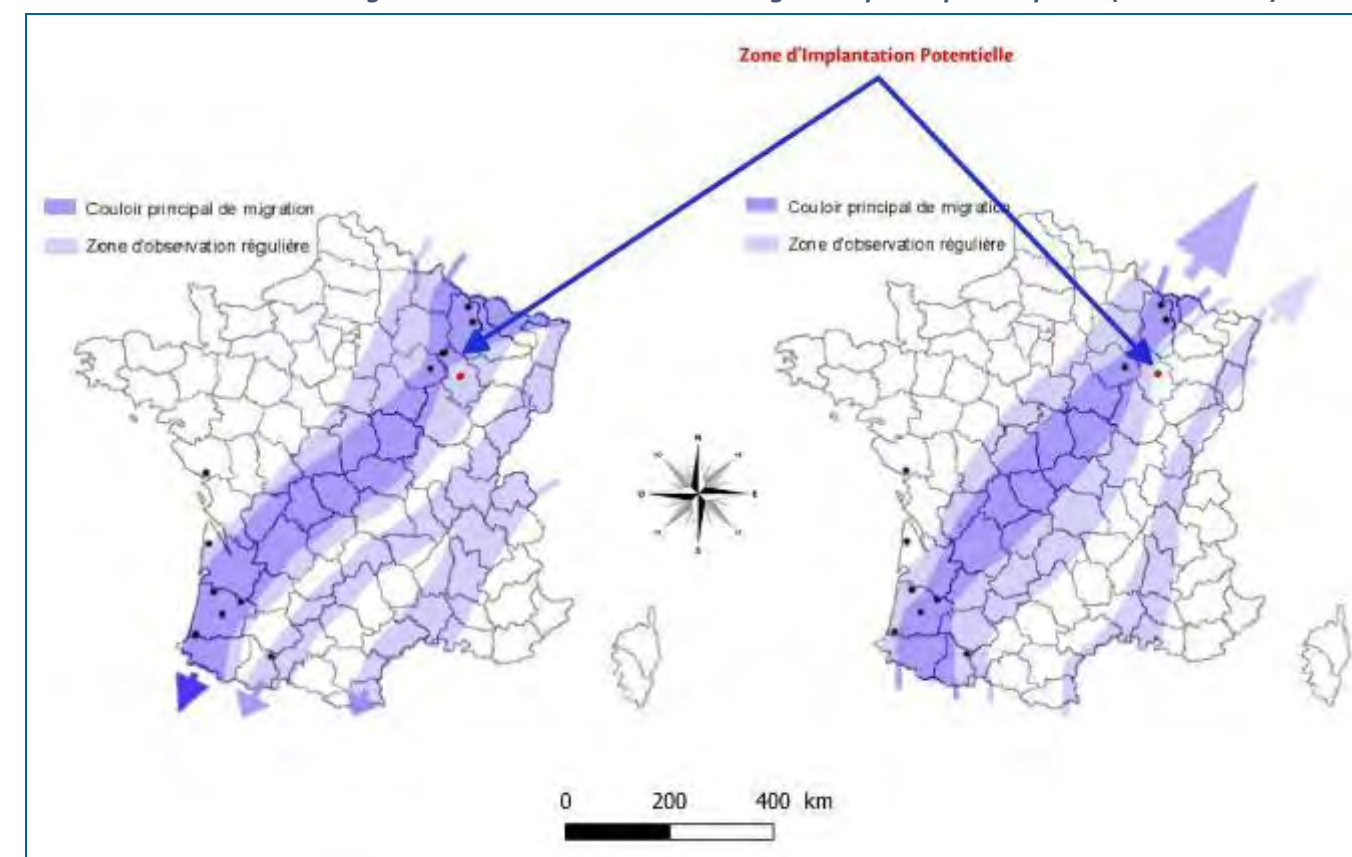 Zone d'Implantation Potentielle
Couloir principal de migration
Zone d'observation régulière
Couloir principal de migration
Zone d'observation régulière
N
O
E
S
0 200 400 km